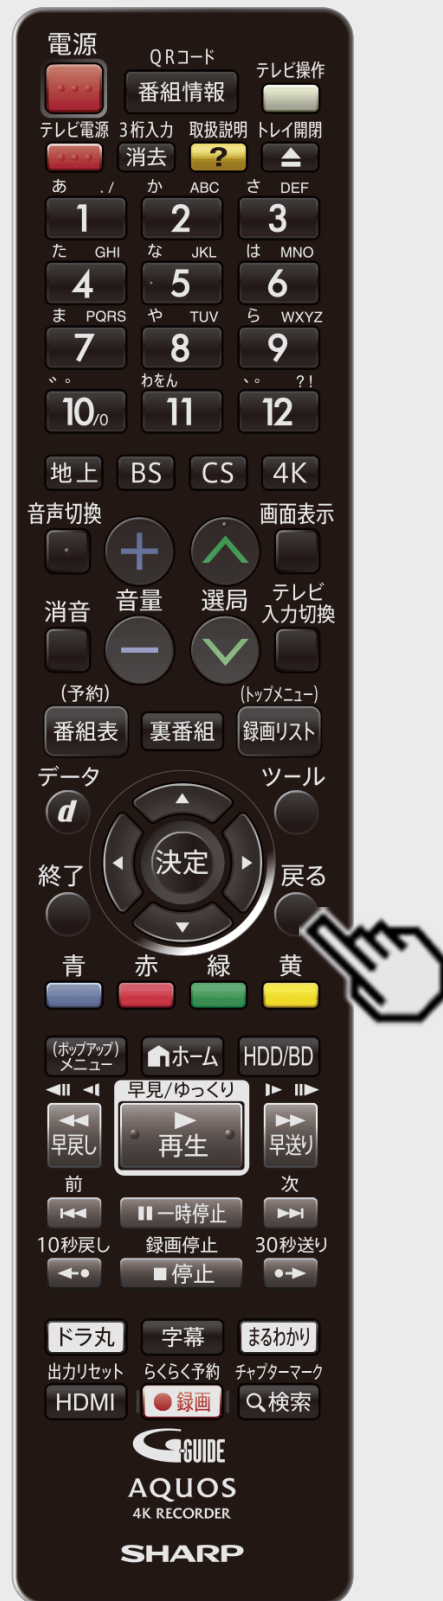 電源
QRコード
番組情報
テレビ操作
テレビ電源 3桁入力 取扱説明 トレイ開閉
消去 ?
あ ./ か ABC さ DEF
1 2 3
た GHI な JKL は MNO
4 5 6
ま PQRS や TUV ら WXYZ
7 8 9
゛゜ わをん 、。 ?!
10/0 11 12
地上 BS CS 4K
音声切換 画面表示
消音 音量 選局 テレビ入力切換
(予約) (トップメニュー)
番組表 裏番組 録画リスト
データ ツール
d
決定
終了 戻る
青 赤 緑 黄
(ポップアップ)
メニュー ホーム HDD/BD
早見/ゆっくり
早戻し 再生 早送り
前 次
一時停止
10秒戻し 録画停止 30秒送り
停止
ドラ丸 字幕 まるわかり
出力リセット らくらく予約 チャプターマーク
HDMI 録画 検索
G-GUIDE
AQUOS
4K RECORDER
SHARP